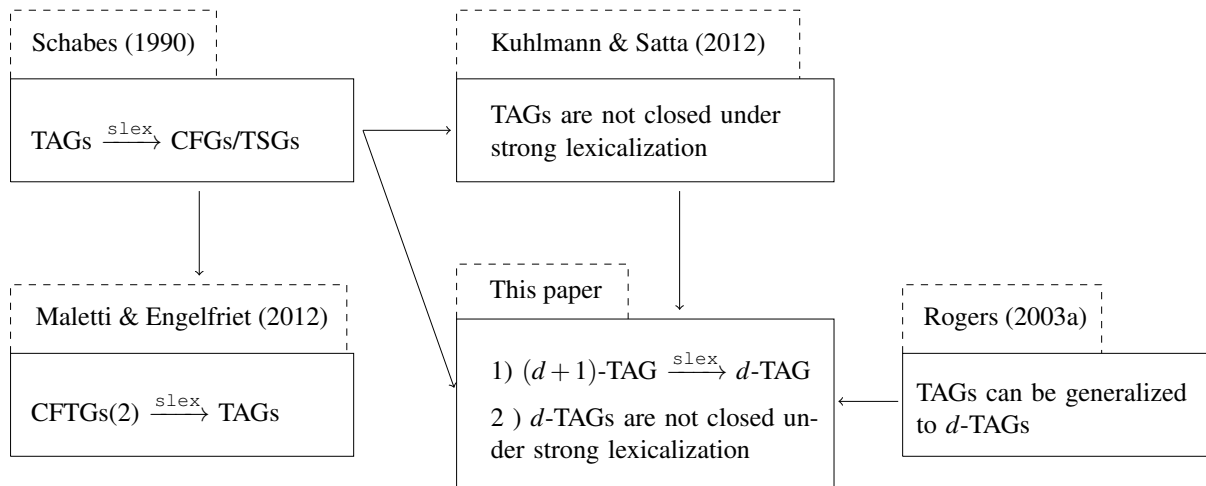 Schabes (1990)
TAGs slex⟶ CFGs/TSGs
Kuhlmann & Satta (2012)
TAGs are not closed under
strong lexicalization
Maletti & Engelfriet (2012)
CFTGs(2) slex⟶ TAGs
This paper
1) (d+1)-TAG slex⟶ d-TAG
2 ) d-TAGs are not closed un-
der strong lexicalization
Rogers (2003a)
TAGs can be generalized
to d-TAGs